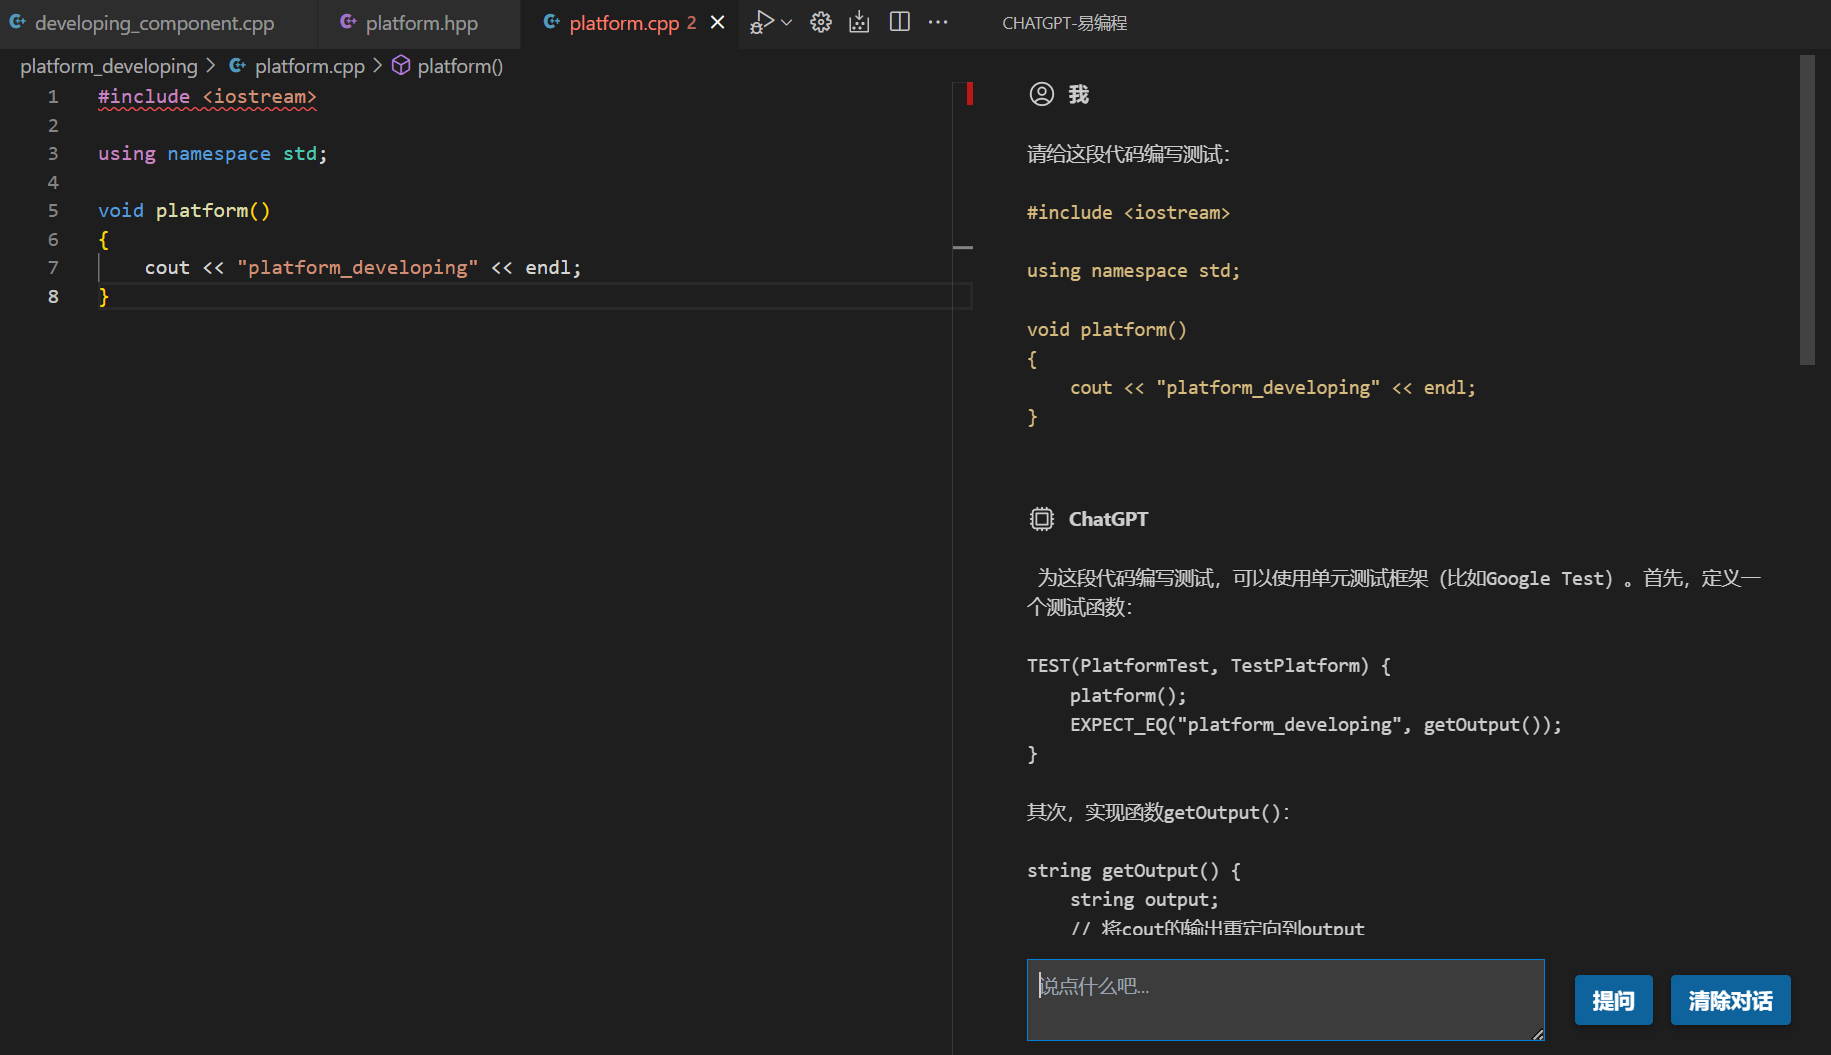 developing_component.cpp
platform.hpp
platform.cpp 2
CHATGPT-易编程
platform_developing > platform.cpp > platform()
1 #include <iostream>
2
3 using namespace std;
4
5 void platform()
6 {
7     cout << "platform_developing" << endl;
8 }
我
请给这段代码编写测试:
#include <iostream>
using namespace std;
void platform()
{
    cout << "platform_developing" << endl;
}
ChatGPT
为这段代码编写测试，可以使用单元测试框架（比如Google Test）。首先，定义一
个测试函数:
TEST(PlatformTest, TestPlatform) {
    platform();
    EXPECT_EQ("platform_developing", getOutput());
}
其次，实现函数getOutput():
string getOutput() {
    string output;
    // 将cout的输出重定向到output
说点什么吧...
提问
清除对话